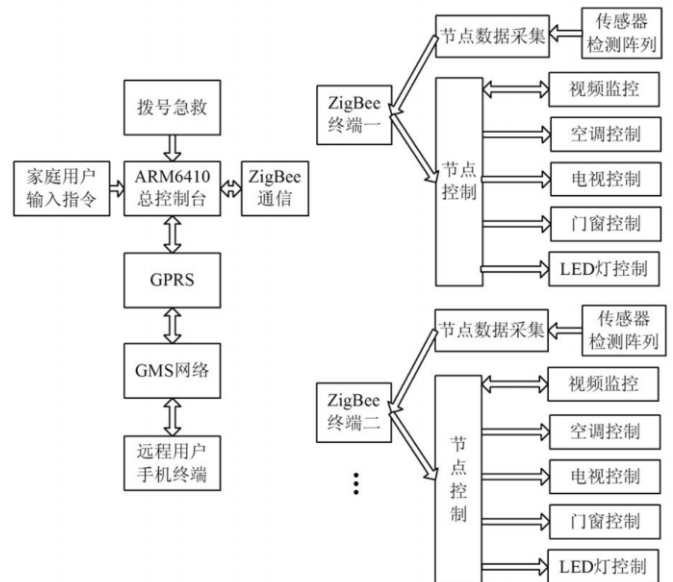 拨号急救
家庭用户
输入指令
ARM6410
总控制台
ZigBee
通信
GPRS
GMS网络
远程用户
手机终端
节点数据采集
传感器
检测阵列
ZigBee
终端一
节点
控制
视频监控
空调控制
电视控制
门窗控制
LED灯控制
节点数据采集
传感器
检测阵列
ZigBee
终端二
节
点
控
制
视频监控
空调控制
电视控制
门窗控制
LED灯控制